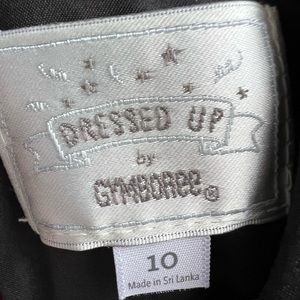 DRESSED UP
by
GYMBOREE®
10
Made in Sri Lanka